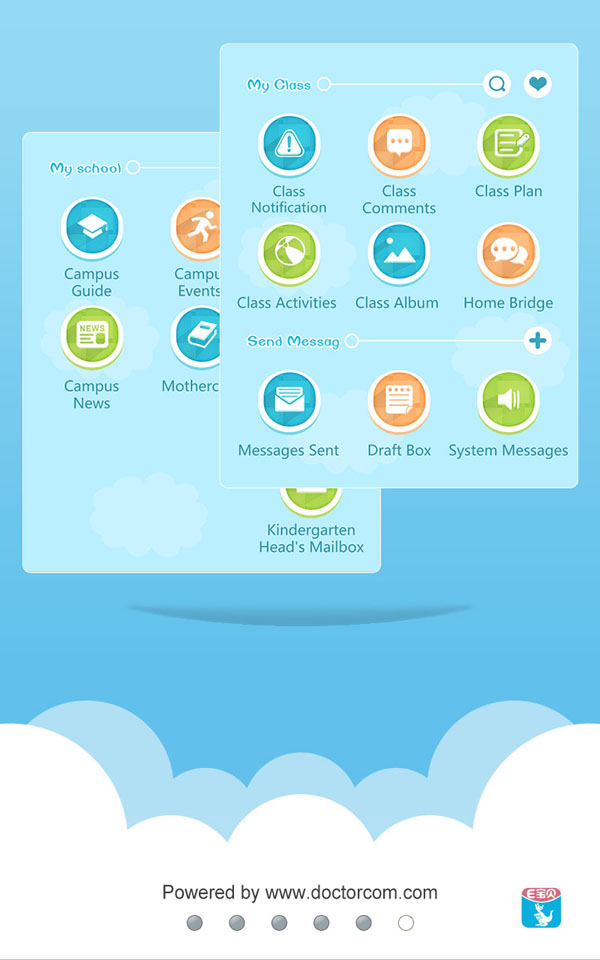 My Class
Class
Notification
Class
Comments
Class Plan
Class Activities
Class Album
Home Bridge
Send Messag
Messages Sent
Draft Box
System Messages
My school
Campus
Guide
Campu
Events
NEWS
Campus
News
Motherc
Kindergarten
Head's Mailbox
Powered by www.doctorcom.com
E宝贝